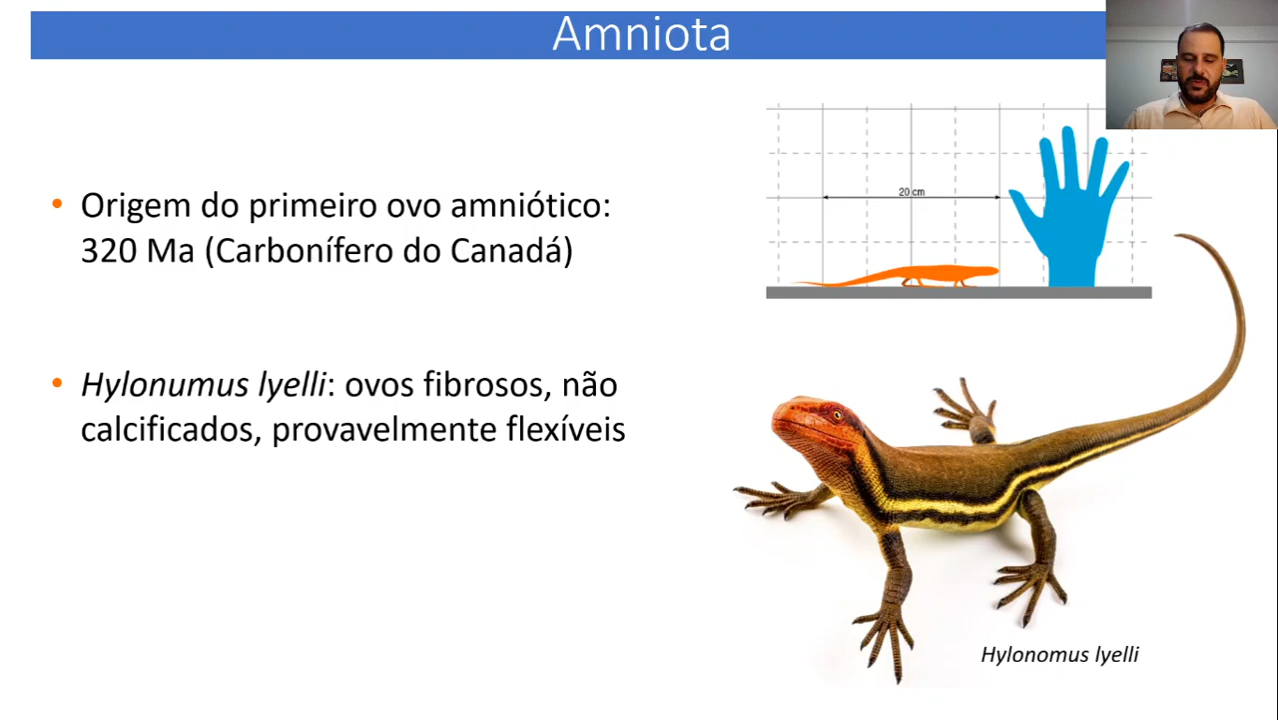 Amniota
20 cm
• Origem do primeiro ovo amniótico:
320 Ma (Carbonífero do Canadá)
• Hylonumus lyelli: ovos fibrosos, não
calcificados, provavelmente flexíveis
Hylonomus lyelli